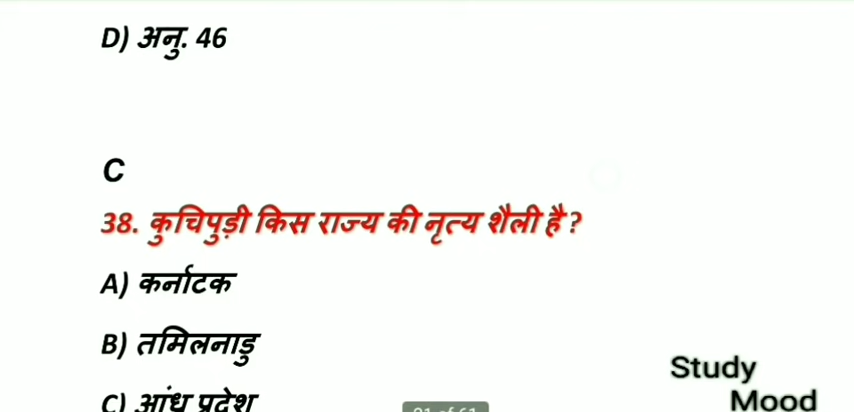 D) अनु. 46
C
38. कुचिपुड़ी किस राज्य की नृत्य शैली है ?
A) कर्नाटक
B) तमिलनाडु
C) आंध्र प्रदेश
Study
Mood